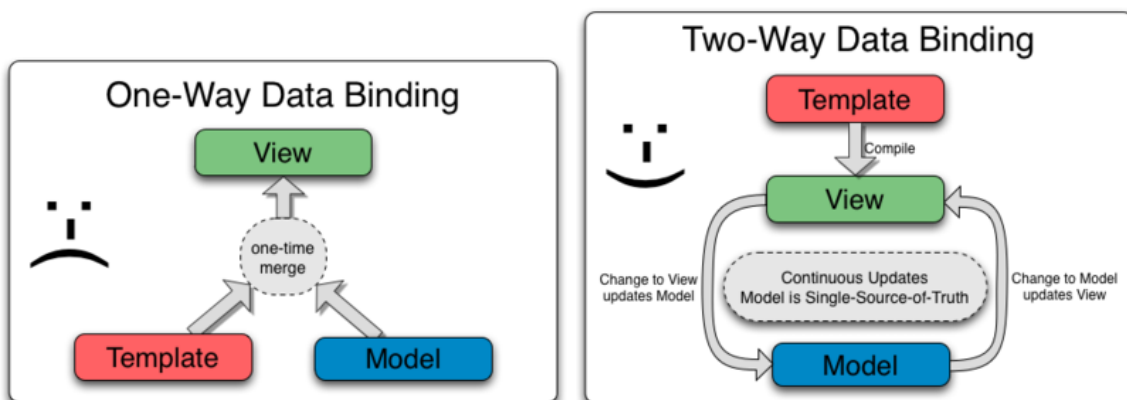 One-Way Data Binding
View
one-time
merge
Template
Model
Two-Way Data Binding
Template
Compile
View
Change to View
updates Model
Continuous Updates
Model is Single-Source-of-Truth
Change to Model
updates View
Model